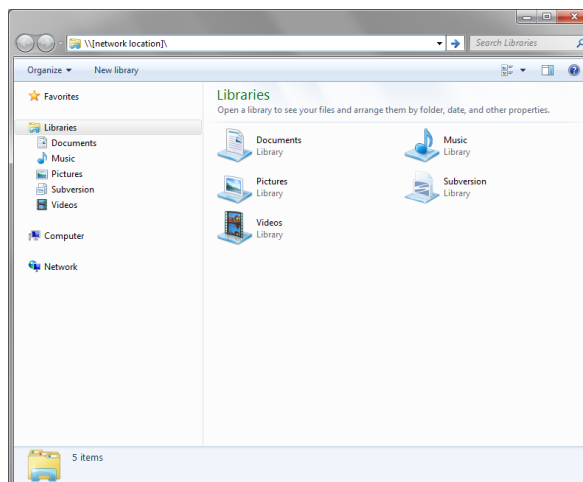 \\[network location]\
Search Libraries
Organize
New library
Favorites
Libraries
Documents
Music
Pictures
Subversion
Videos
Computer
Network
Libraries
Open a library to see your files and arrange them by folder, date, and other properties.
Documents
Library
Music
Library
Pictures
Library
Subversion
Library
Videos
Library
5 items